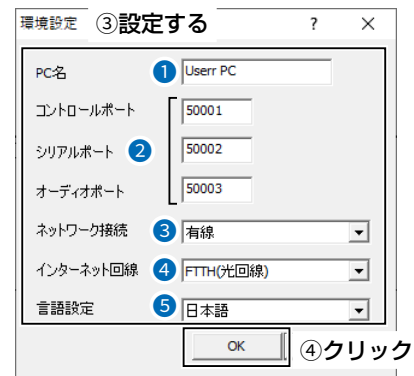 環境設定 ③設定する ? ×
PC名 1 Userr PC
コントロールポート 50001
シリアルポート 2 50002
オーディオポート 50003
ネットワーク接続 3 有線
インターネット回線 4 FTTH(光回線)
言語設定 5 日本語
OK ④クリック